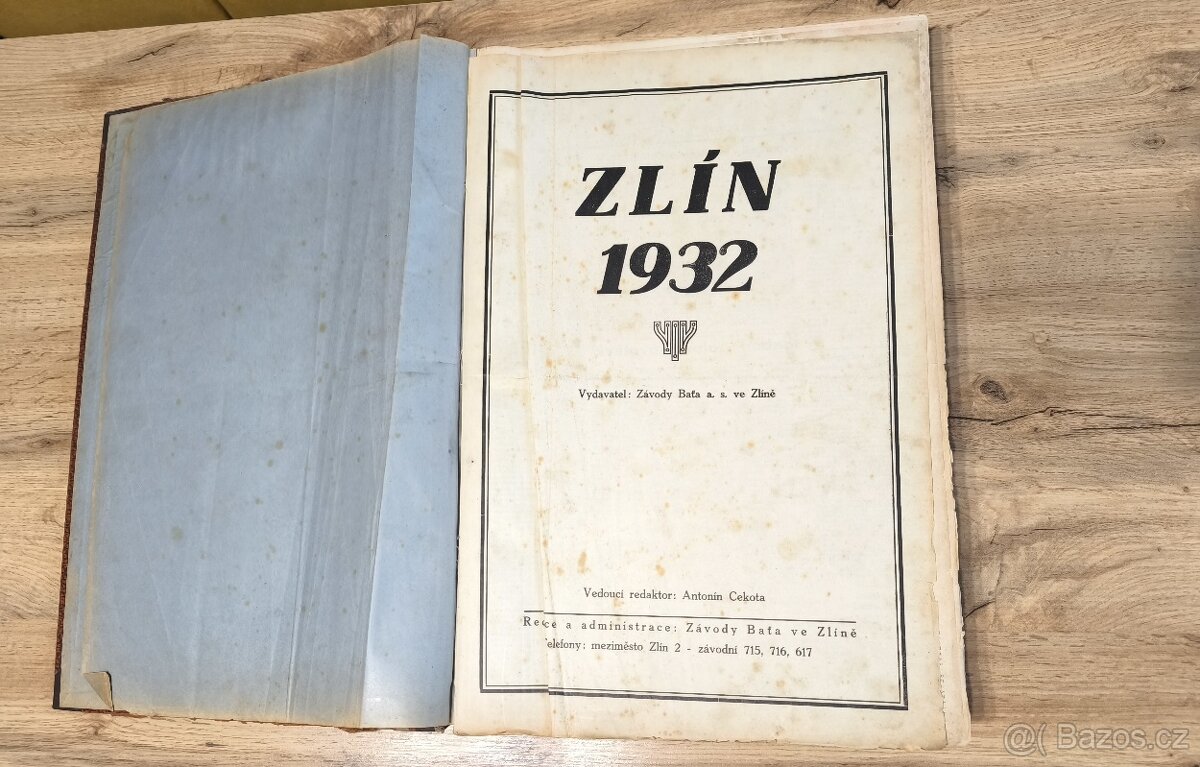 ZLÍN
1932
Vydavatel: Závody Baťa a. s. ve Zlíně
Vedoucí redaktor: Antonín Cekota
a administrace: Závody Baťa ve Zlíně
elefony: meziměsto Zlín 2 - závodní 715, 716, 617
@( Bazos.cz